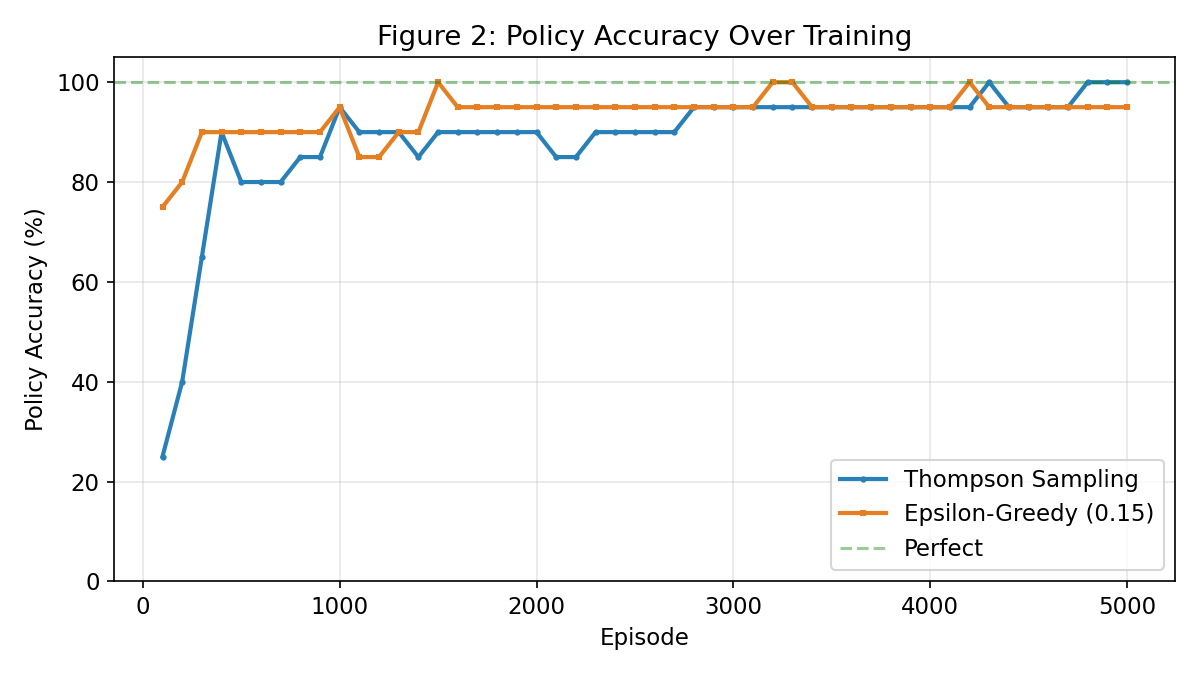 Figure 2: Policy Accuracy Over Training
Policy Accuracy (%)
100
80
60
40
20
0
0 1000 2000 3000 4000 5000
Episode
Thompson Sampling
Epsilon-Greedy (0.15)
Perfect